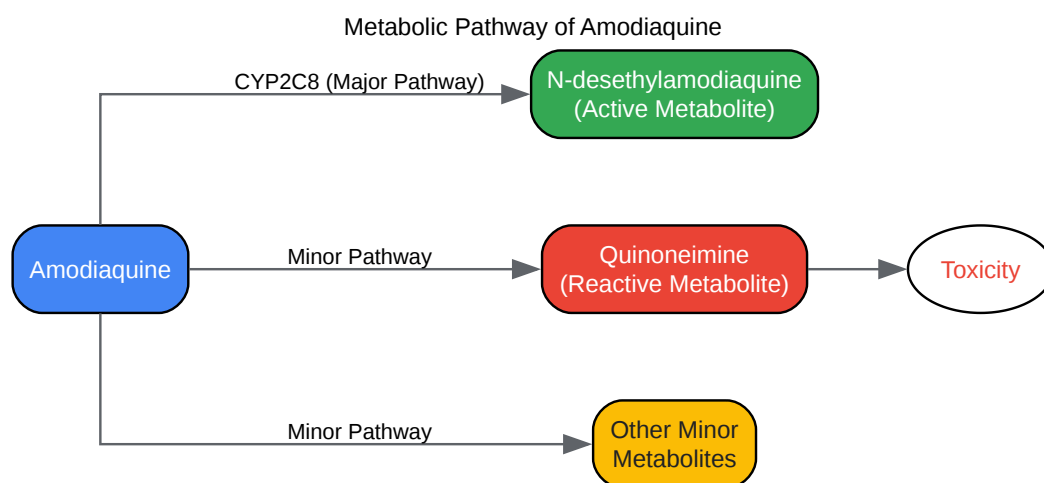 Metabolic Pathway of Amodiaquine
CYP2C8 (Major Pathway)
N-desethylamodiaquine
(Active Metabolite)
Amodiaquine
Minor Pathway
Quinoneimine
(Reactive Metabolite)
Toxicity
Minor Pathway
Other Minor
Metabolites